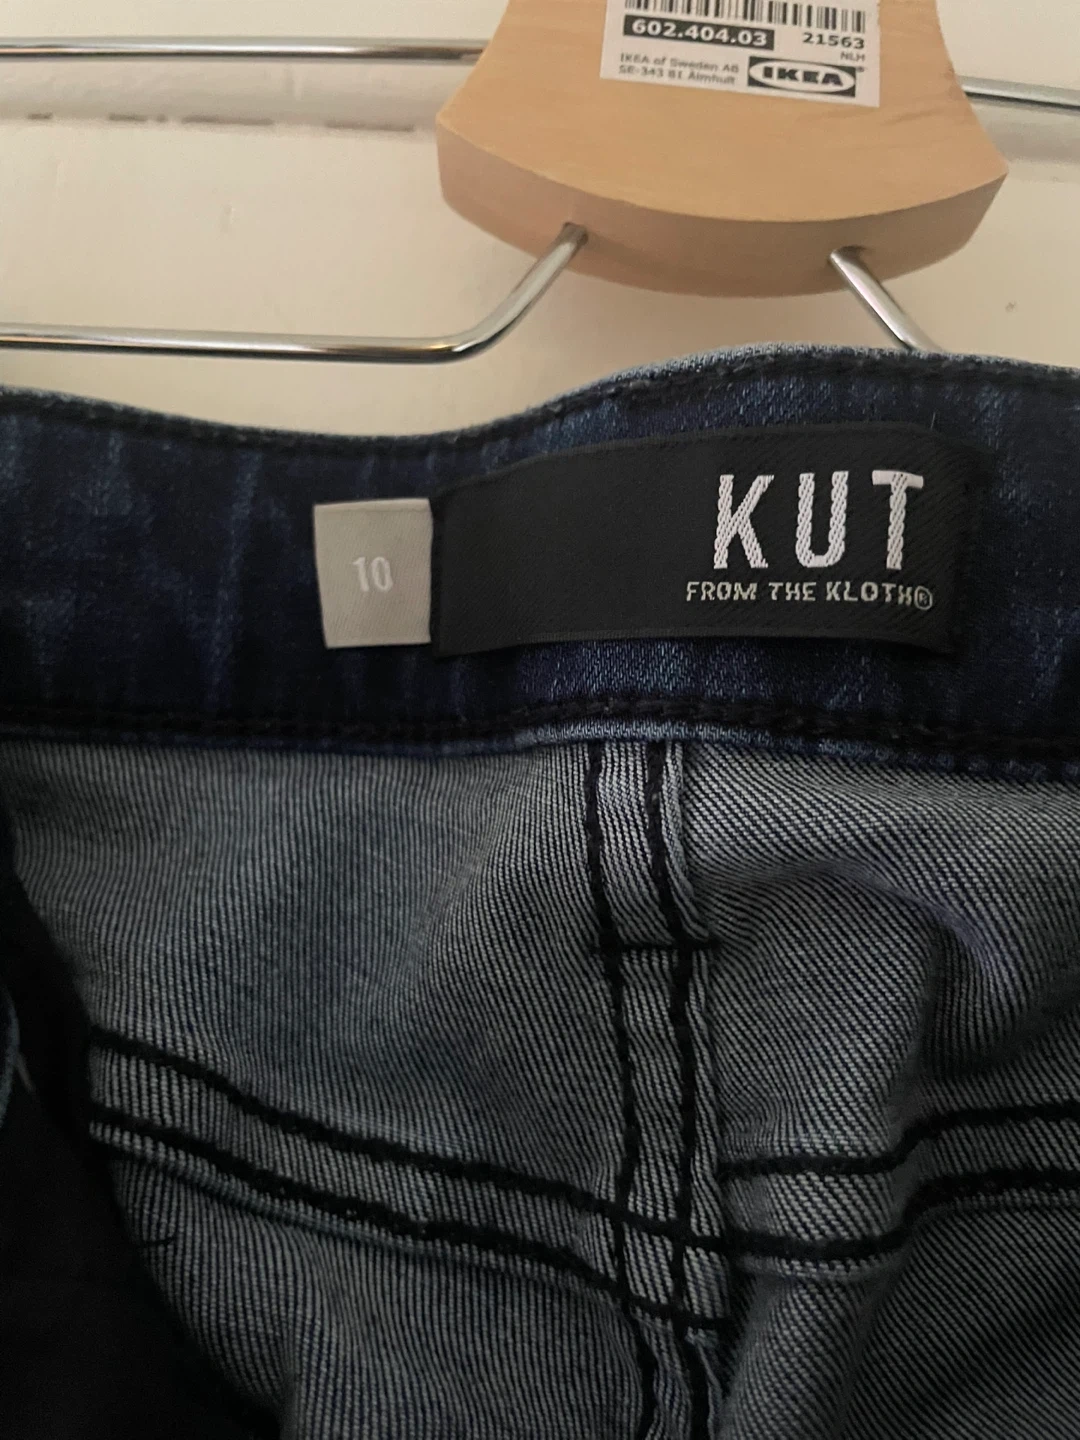 602.404.03 21563
NLH
IKEA of Sweden AB
SE-343 81 Älmhult
IKEA®
KUT
FROM THE KLOTH®
10